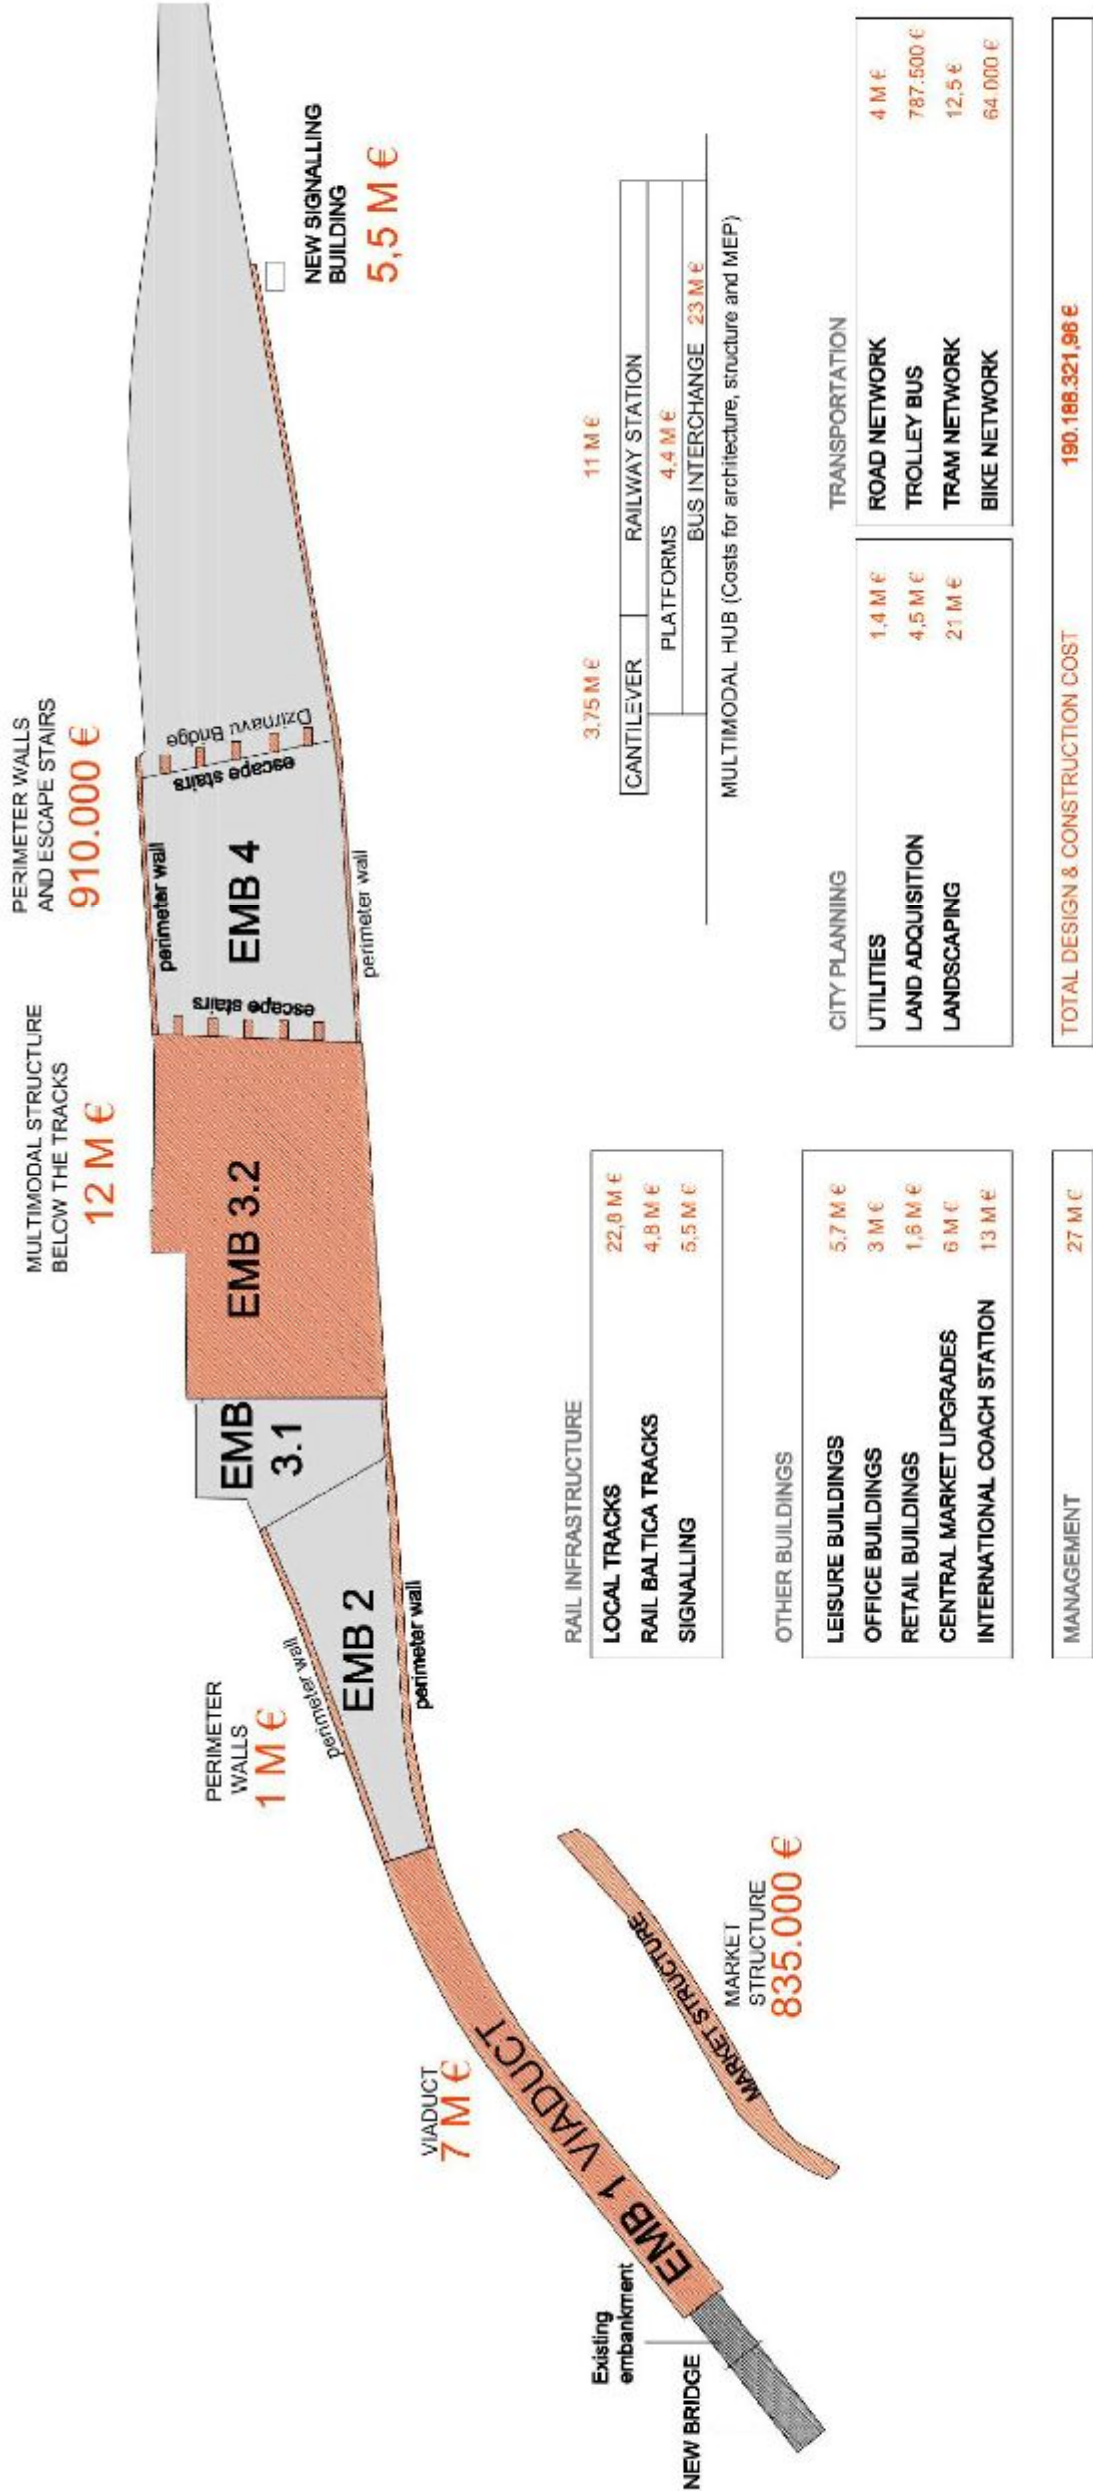 PERIMETER WALLS
AND ESCAPE STAIRS
910.000 €
MULTIMODAL STRUCTURE
BELOW THE TRACKS
12 M €
PERIMETER
WALLS
1 M €
VIADUCT
7 M €
NEW SIGNALLING
BUILDING
5,5 M €
Existing
embankment
NEW BRIDGE
EMB 1 VIADUCT
EMB 2
perimeter wall
perimeter wall
EMB
3.1
EMB 3.2
EMB 4
perimeter wall
perimeter wall
escape stairs
escape stairs
Dzirnavu Bridge
MARKET STRUCTURE
MARKET
STRUCTURE
835.000 €
3,75 M €
11 M €
CANTILEVER
RAILWAY STATION
PLATFORMS 4,4 M €
BUS INTERCHANGE 23 M €
MULTIMODAL HUB (Costs for architecture, structure and MEP)
RAIL INFRASTRUCTURE
LOCAL TRACKS 22,8 M €
RAIL BALTICA TRACKS 4,8 M €
SIGNALLING 5,5 M €
OTHER BUILDINGS
LEISURE BUILDINGS 5,7 M €
OFFICE BUILDINGS 3 M €
RETAIL BUILDINGS 1,6 M €
CENTRAL MARKET UPGRADES 6 M €
INTERNATIONAL COACH STATION 13 M €
MANAGEMENT 27 M €
CITY PLANNING
UTILITIES 1,4 M €
LAND ADQUISITION 4,5 M €
LANDSCAPING 21 M €
TRANSPORTATION
ROAD NETWORK 4 M €
TROLLEY BUS 787.500 €
TRAM NETWORK 12,5 €
BIKE NETWORK 64.000 €
TOTAL DESIGN & CONSTRUCTION COST 190.186.321,96 €